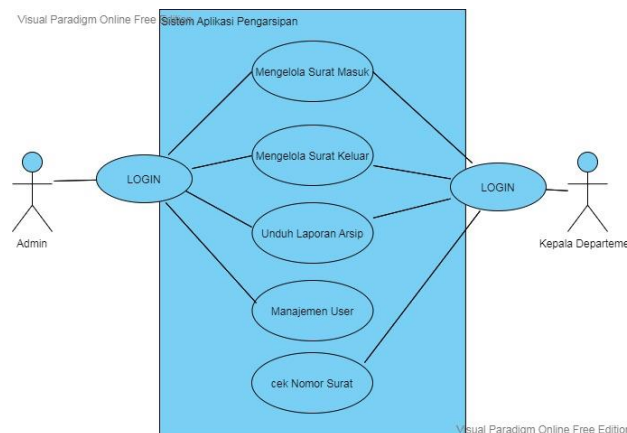 Visual Paradigm Online Free Edition
Sistem Aplikasi Pengarsipan
Mengelola Surat Masuk
Mengelola Surat Keluar
LOGIN
LOGIN
Admin
Unduh Laporan Arsip
Kepala Departeme
Manajemen User
cek Nomor Surat
Visual Paradigm Online Free Edition